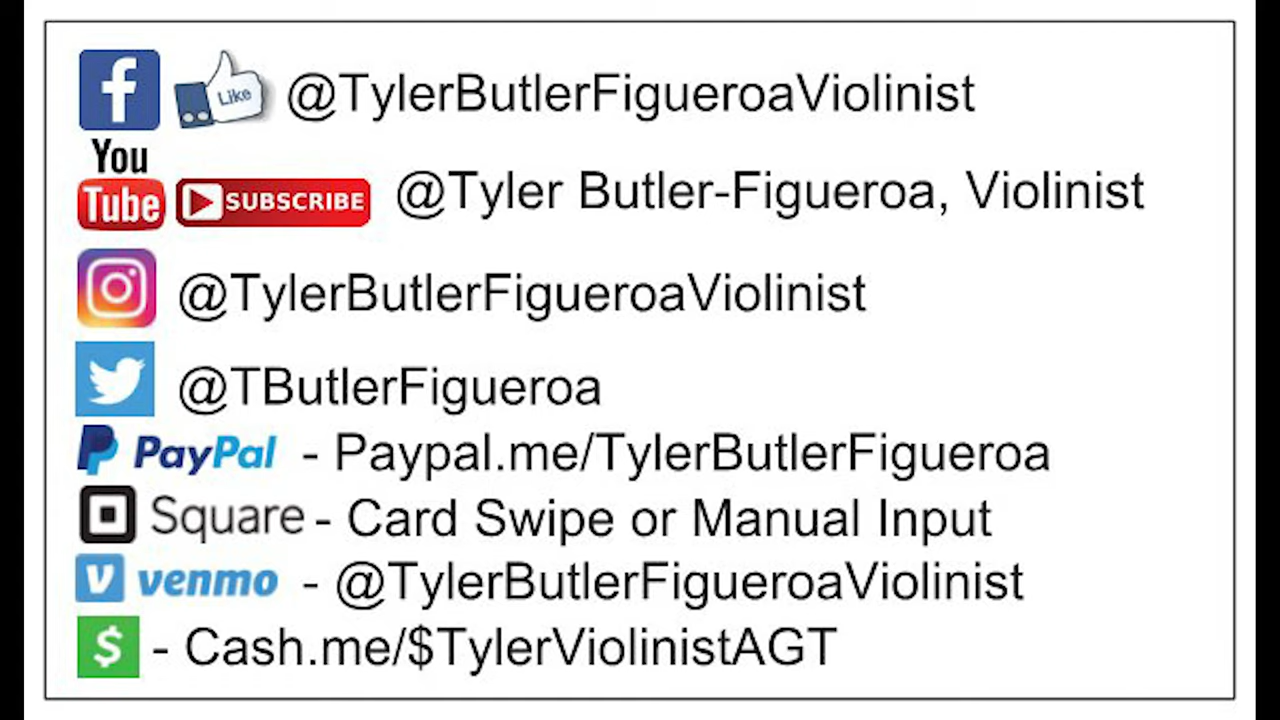 f Like @TylerButlerFigueroaViolinist
You
Tube SUBSCRIBE @Tyler Butler-Figueroa, Violinist
@TylerButlerFigueroaViolinist
@TButlerFigueroa
P PayPal - Paypal.me/TylerButlerFigueroa
Square - Card Swipe or Manual Input
V venmo - @TylerButlerFigueroaViolinist
$ - Cash.me/$TylerViolinistAGT